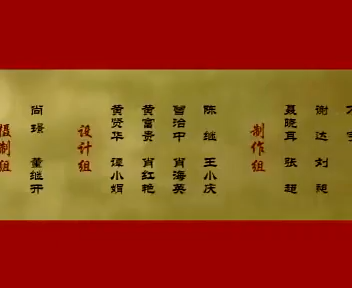 摄制组
尚璟 董继开
设计组
黄贤华 谭小娟
黄富贵 肖红艳
曾治中 肖海英
陈继 王小庆
制作组
聂晓耳 张超
谢达 刘昶